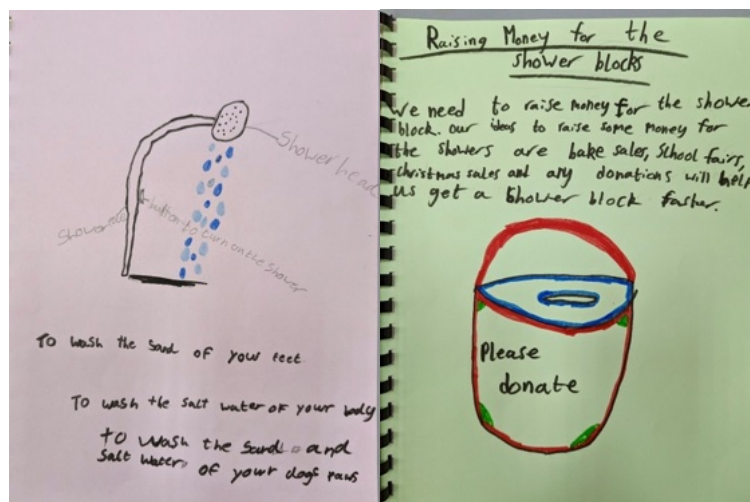 Shower head
button to turn on the shower
To wash the sand of your feet
To wash the salt water of your body
to wash the sand and
salt water of your dogs paws
Raising Money for the
shower blocks
We need to raise money for the shower
block. our ideas to raise some money for
the showers are bake sales, School fairs,
christmas sales and any donations will help
us get a shower block faster.
Please
donate